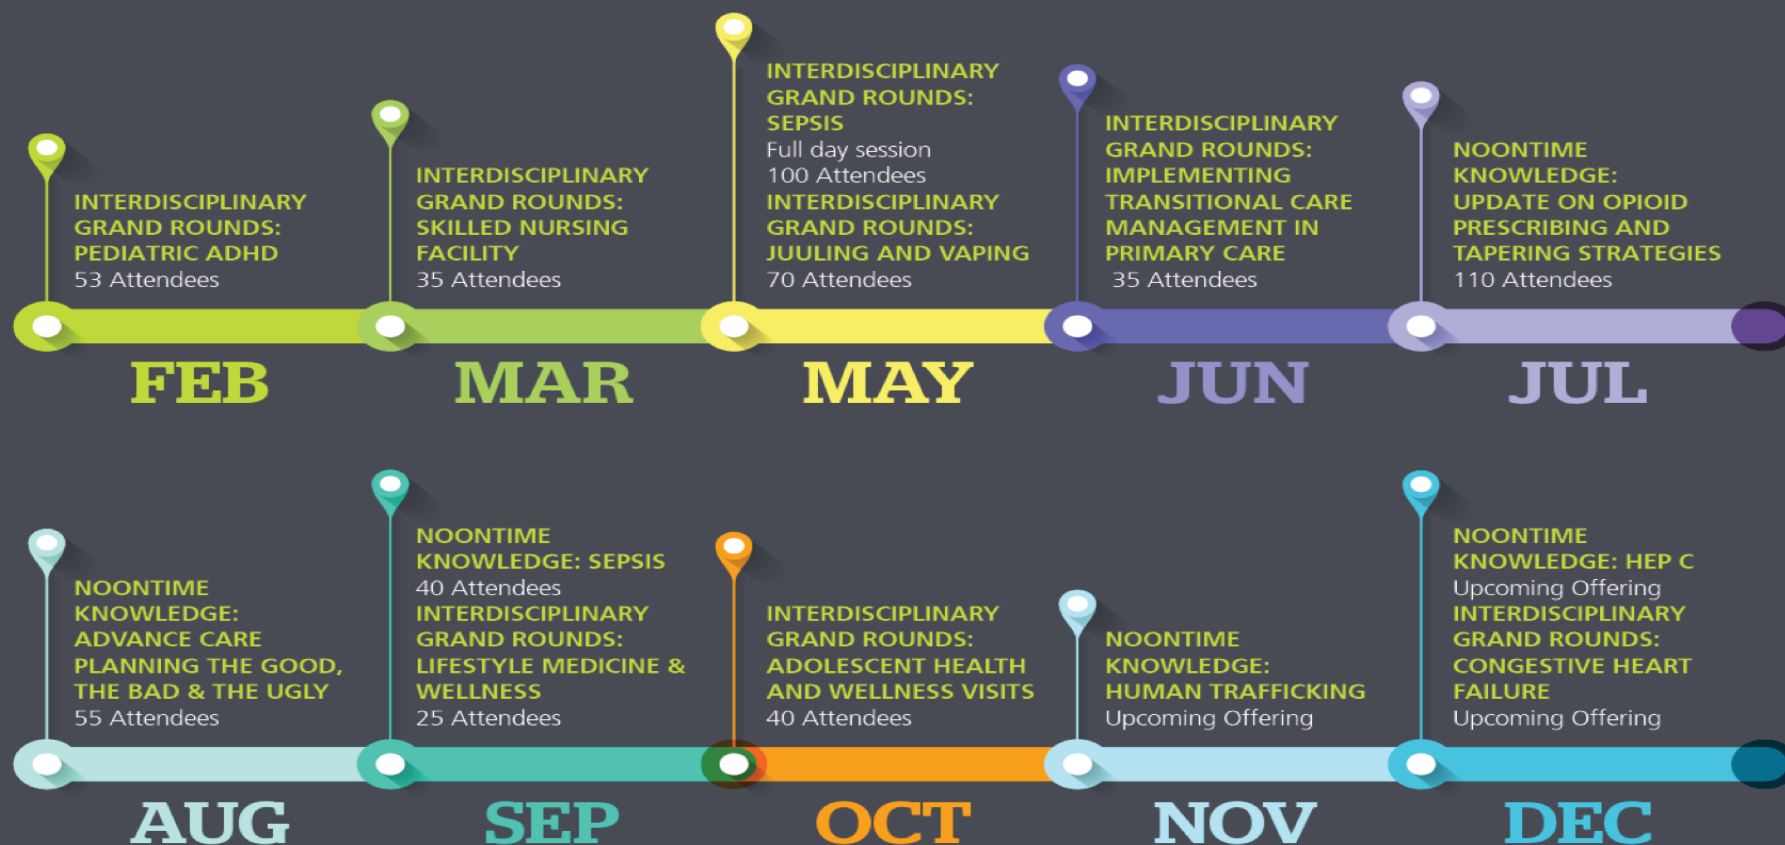 INTERDISCIPLINARY
GRAND ROUNDS:
PEDIATRIC ADHD
53 Attendees
INTERDISCIPLINARY
GRAND ROUNDS:
SKILLED NURSING
FACILITY
35 Attendees
INTERDISCIPLINARY
GRAND ROUNDS:
SEPSIS
Full day session
100 Attendees
INTERDISCIPLINARY
GRAND ROUNDS:
JUULING AND VAPING
70 Attendees
INTERDISCIPLINARY
GRAND ROUNDS:
IMPLEMENTING
TRANSITIONAL CARE
MANAGEMENT IN
PRIMARY CARE
35 Attendees
NOONTIME
KNOWLEDGE:
UPDATE ON OPIOID
PRESCRIBING AND
TAPERING STRATEGIES
110 Attendees
FEB
MAR
MAY
JUN
JUL
NOONTIME
KNOWLEDGE:
ADVANCE CARE
PLANNING THE GOOD,
THE BAD & THE UGLY
55 Attendees
NOONTIME
KNOWLEDGE: SEPSIS
40 Attendees
INTERDISCIPLINARY
GRAND ROUNDS:
LIFESTYLE MEDICINE &
WELLNESS
25 Attendees
INTERDISCIPLINARY
GRAND ROUNDS:
ADOLESCENT HEALTH
AND WELLNESS VISITS
40 Attendees
NOONTIME
KNOWLEDGE:
HUMAN TRAFFICKING
Upcoming Offering
NOONTIME
KNOWLEDGE: HEP C
Upcoming Offering
INTERDISCIPLINARY
GRAND ROUNDS:
CONGESTIVE HEART
FAILURE
Upcoming Offering
AUG
SEP
OCT
NOV
DEC